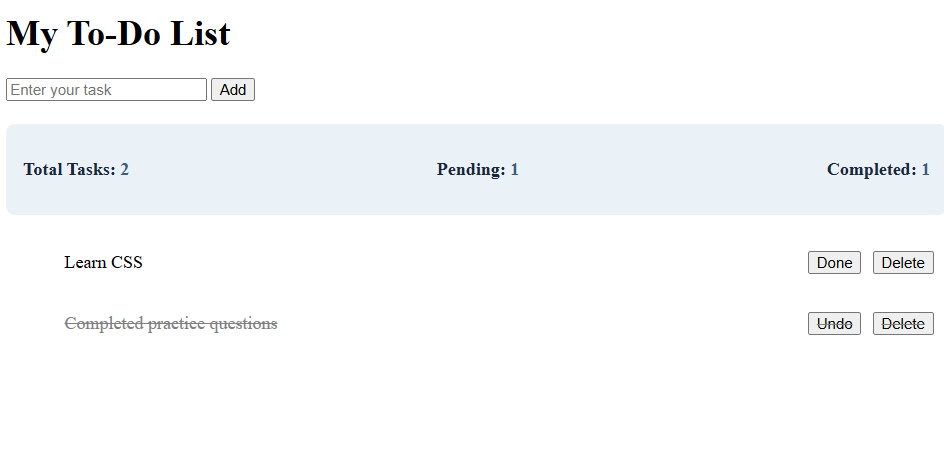 My To-Do List
Enter your task Add
Total Tasks: 2 Pending: 1 Completed: 1
Learn CSS Done Delete
Completed practice questions Undo Delete